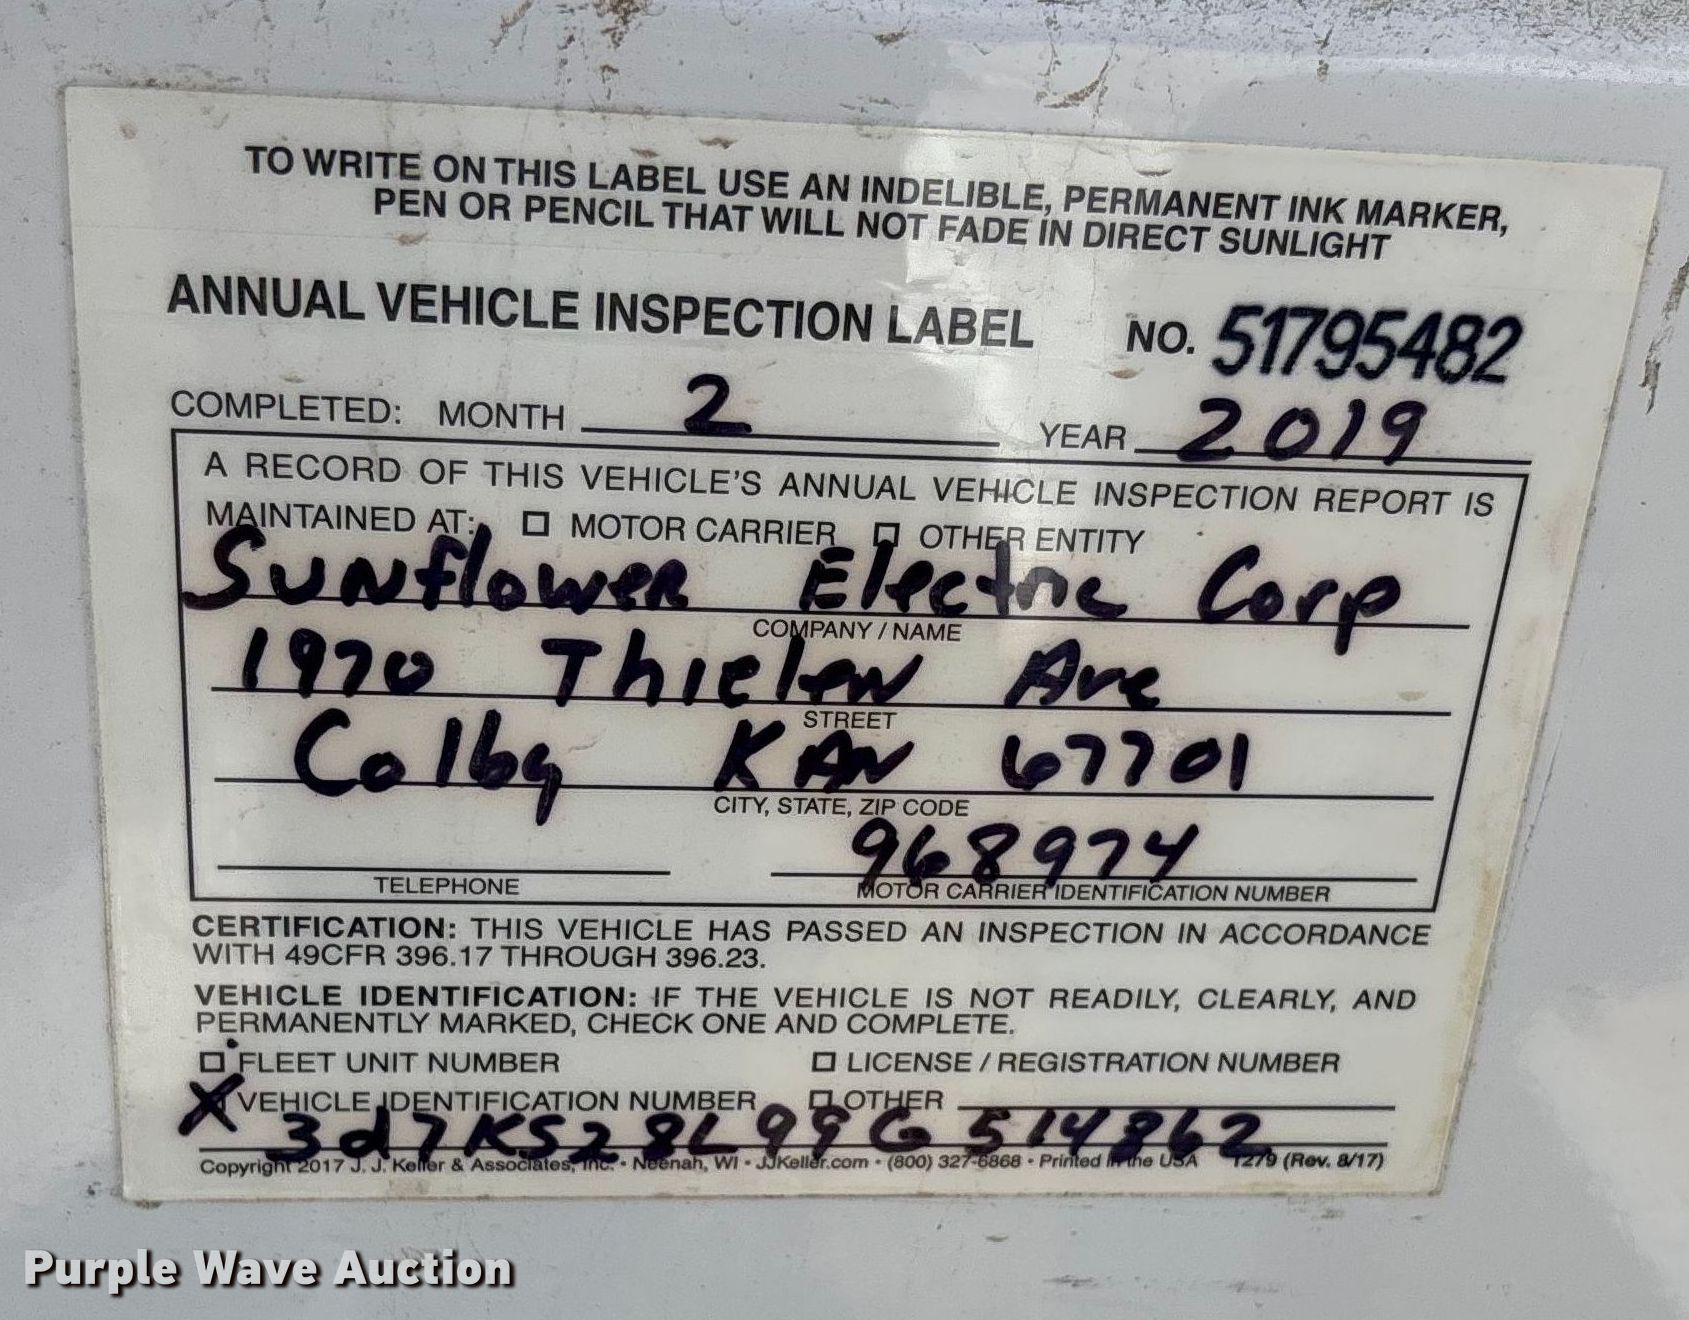 TO WRITE ON THIS LABEL USE AN INDELIBLE, PERMANENT INK MARKER,
PEN OR PENCIL THAT WILL NOT FADE IN DIRECT SUNLIGHT
ANNUAL VEHICLE INSPECTION LABEL NO. 51795482
COMPLETED: MONTH 2 YEAR 2019
A RECORD OF THIS VEHICLE'S ANNUAL VEHICLE INSPECTION REPORT IS
MAINTAINED AT: ☐ MOTOR CARRIER ☐ OTHER ENTITY
Sunflower Electric Corp
COMPANY / NAME
1970 Thielen Ave
STREET
Colby KAN 67701
CITY, STATE, ZIP CODE
968974
TELEPHONE MOTOR CARRIER IDENTIFICATION NUMBER
CERTIFICATION: THIS VEHICLE HAS PASSED AN INSPECTION IN ACCORDANCE
WITH 49CFR 396.17 THROUGH 396.23.
VEHICLE IDENTIFICATION: IF THE VEHICLE IS NOT READILY, CLEARLY, AND
PERMANENTLY MARKED, CHECK ONE AND COMPLETE.
☐ FLEET UNIT NUMBER ☐ LICENSE / REGISTRATION NUMBER
X VEHICLE IDENTIFICATION NUMBER ☐ OTHER
3d7KS28L99G514862
Copyright 2017 J. J. Keller & Associates, Inc. • Neenah, WI • JJKeller.com • (800) 327-6868 • Printed in the USA 1279 (Rev. 8/17)
Purple Wave Auction